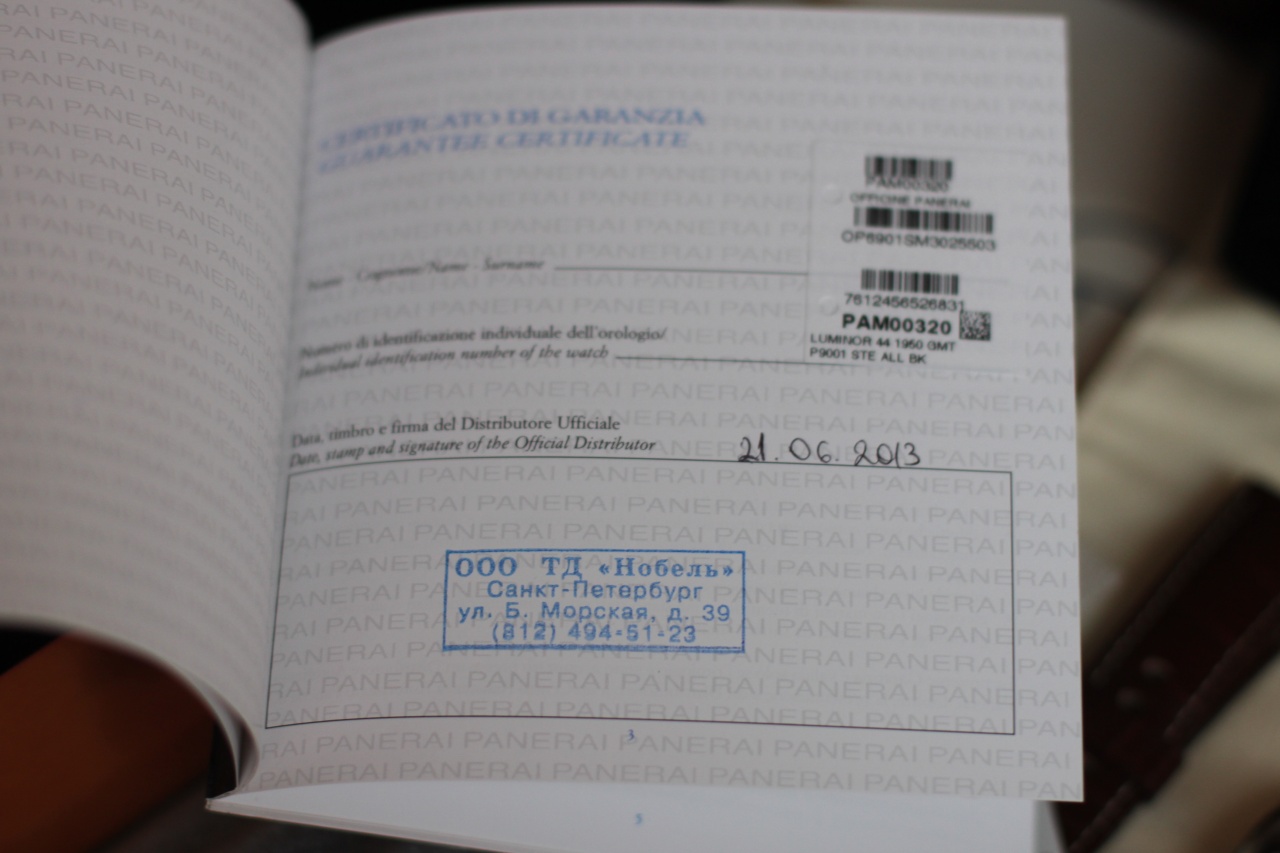 CERTIFICATO DI GARANZIA
GUARANTEE CERTIFICATE
PAM00320
OFFICINE PANERAI
OP6901SM3025503
Nome - Cognome/Name - Surname
7612456526831
PAM00320
LUMINOR 44 1950 GMT
P9001 STE ALL BK
Numero di identificazione individuale dell'orologio/
Individual identification number of the watch
Data, timbro e firma del Distributore Ufficiale
Date, stamp and signature of the Official Distributor
21.06.2013
ООО ТД «Нобель»
Санкт-Петербург
ул. Б. Морская, д. 39
(812) 494-51-23
3
5